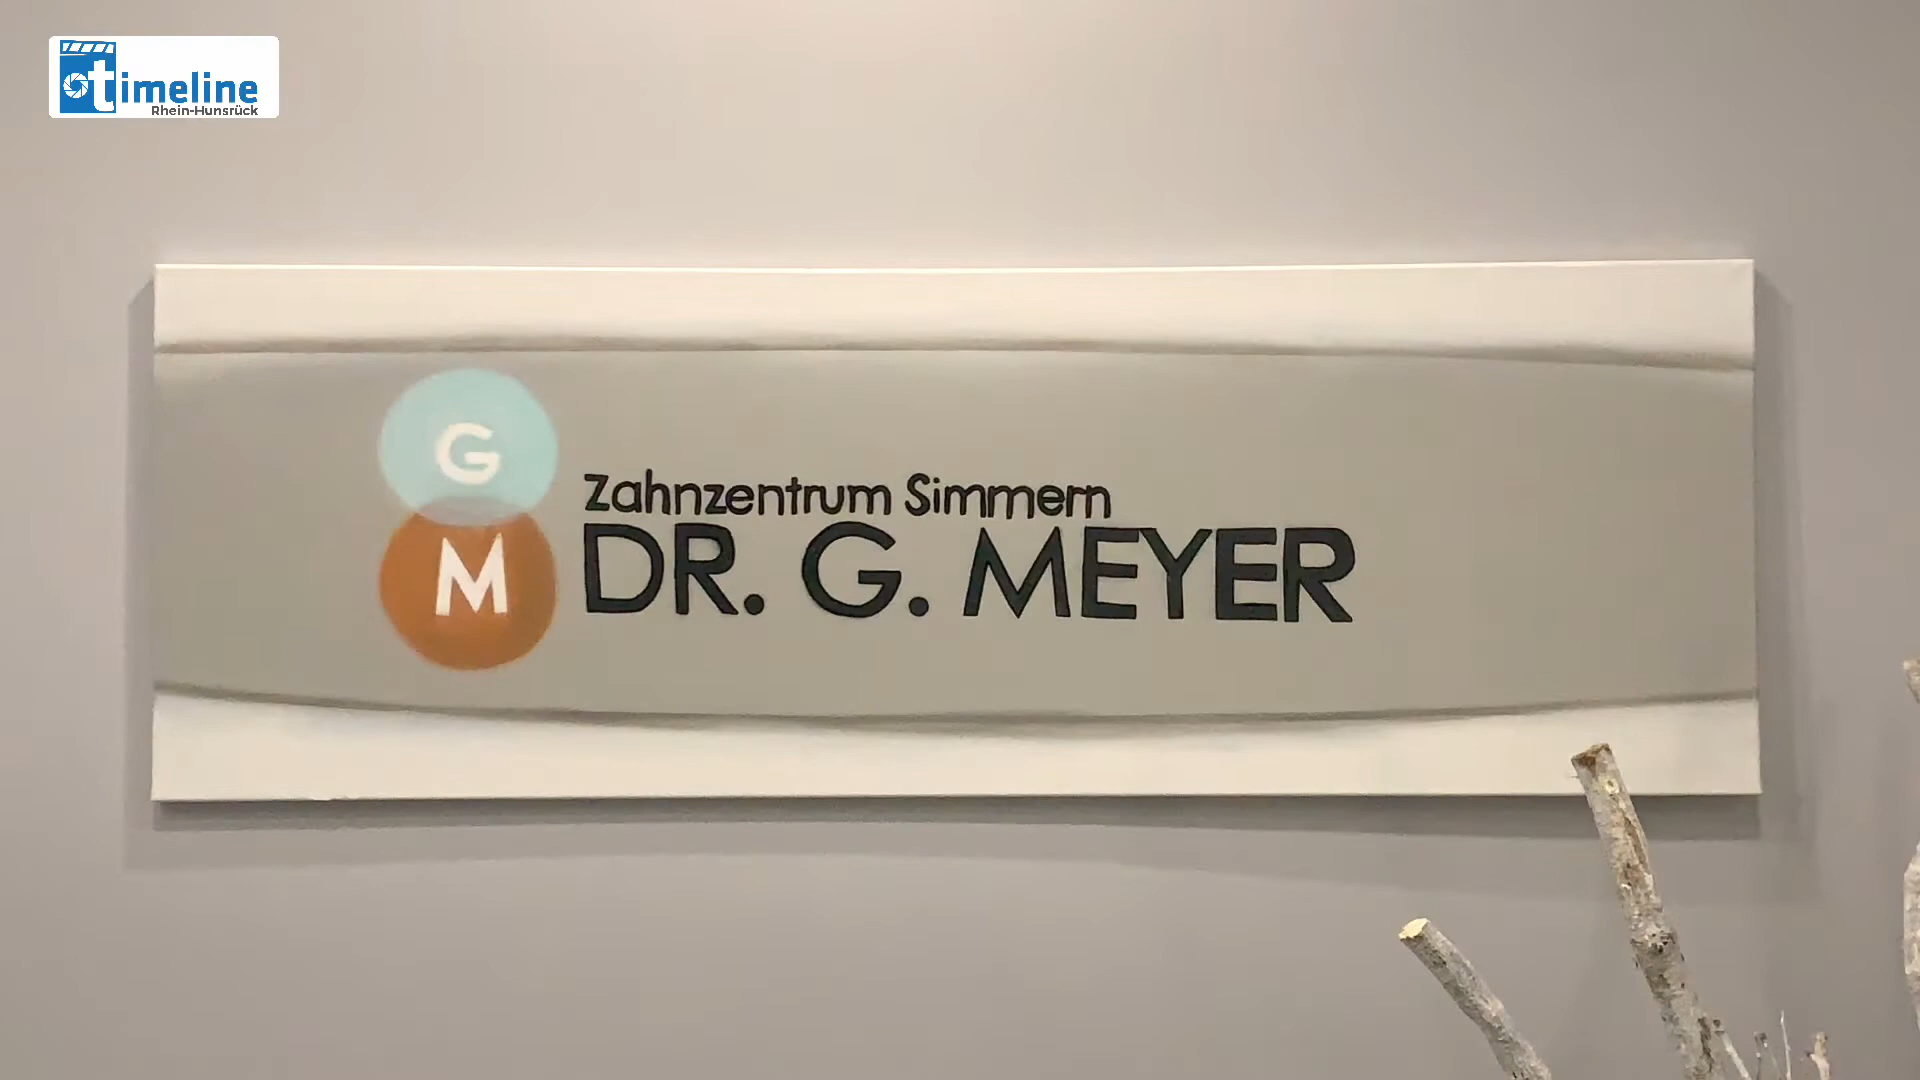 timeline
Rhein-Hunsrück
G
M
Zahnzentrum Simmern
DR. G. MEYER